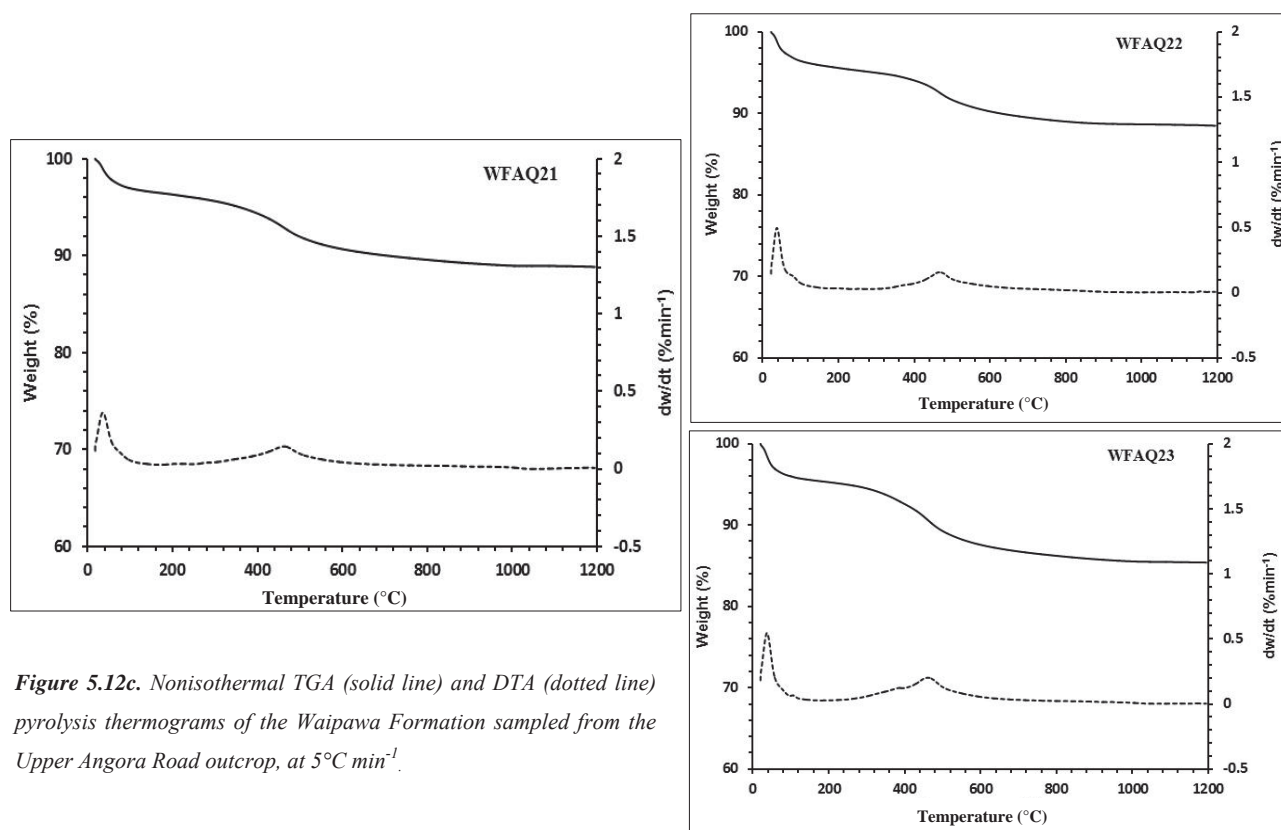 WFAQ21
100
90
80
70
60
Weight (%)
2
1.5
1
0.5
0
-0.5
dw/dt (%min-1)
0 200 400 600 800 1000 1200
Temperature (°C)
WFAQ22
100
90
80
70
60
Weight (%)
2
1.5
1
0.5
0
-0.5
dw/dt (%min-1)
0 200 400 600 800 1000 1200
Temperature (°C)
WFAQ23
100
90
80
70
60
Weight (%)
2
1.5
1
0.5
0
-0.5
dw/dt (%min-1)
0 200 400 600 800 1000 1200
Temperature (°C)
Figure 5.12c. Nonisothermal TGA (solid line) and DTA (dotted line)
pyrolysis thermograms of the Waipawa Formation sampled from the
Upper Angora Road outcrop, at 5°C min-1.